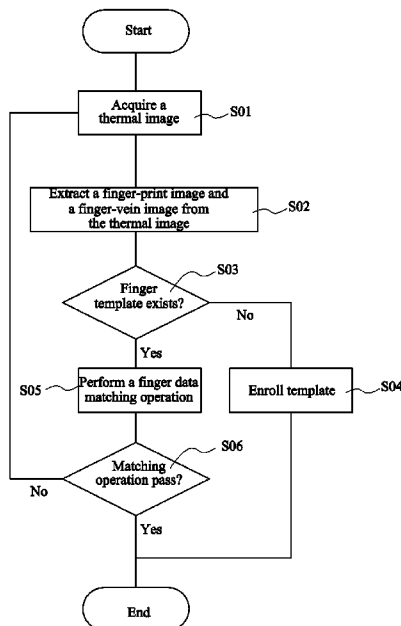 Start
Acquire a
thermal image
S01
Extract a finger-print image and
a finger-vein image from
the thermal image
S02
S03
Finger
template exists?
No
Yes
S05
Perform a finger data
matching operation
Enroll template
S04
S06
Matching
operation pass?
No
Yes
End